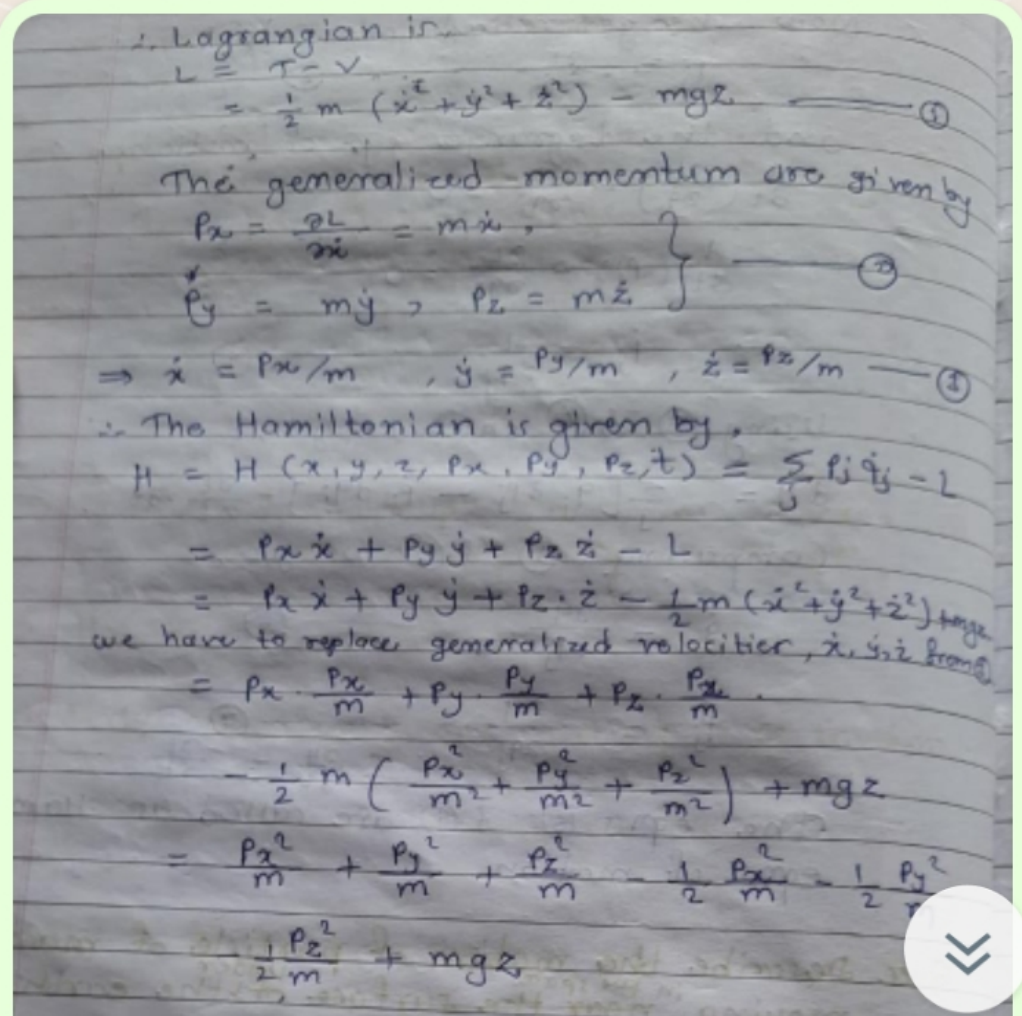 ∴ Lagrangian is
L = T - V
= 1/2 m (ẋ² + ẏ² + ż²) - mgz —— ①
The generalized momentum are given by
Px = ∂L/∂ẋ = mẋ,
Py = mẏ, Pz = mż } —— ②
⇒ ẋ = Px/m , ẏ = Py/m , ż = Pz/m ——
∴ The Hamiltonian is given by,
H = H (x, y, z, Px, Py, Pz, t) = Σj Pj q̇j - L
= Px ẋ + Py ẏ + Pz ż - L
= Px ẋ + Py ẏ + Pz · ż - 1/2 m (ẋ² + ẏ² + ż²) + mgz
we have to replace generalized velocities, ẋ, ẏ, ż from
= Px · Px/m + Py · Py/m + Pz · Pz/m
- 1/2 m (Px²/m² + Py²/m² + Pz²/m²) + mgz
= Px²/m + Py²/m + Pz²/m - 1/2 Px²/m - 1/2 Py²/m
- 1/2 Pz²/m + mgz